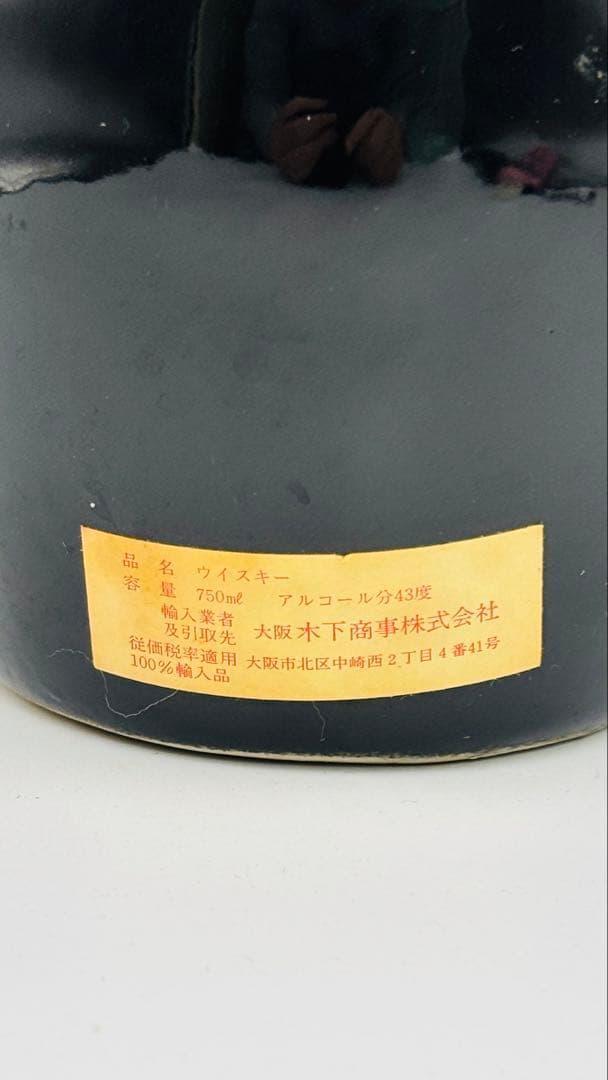 品 名 ウイスキー
容 量 750ml アルコール分43度
輸入業者
及引取先 大阪 木下商事株式会社
従価税率適用 大阪市北区中崎西2丁目4番41号
100%輸入品